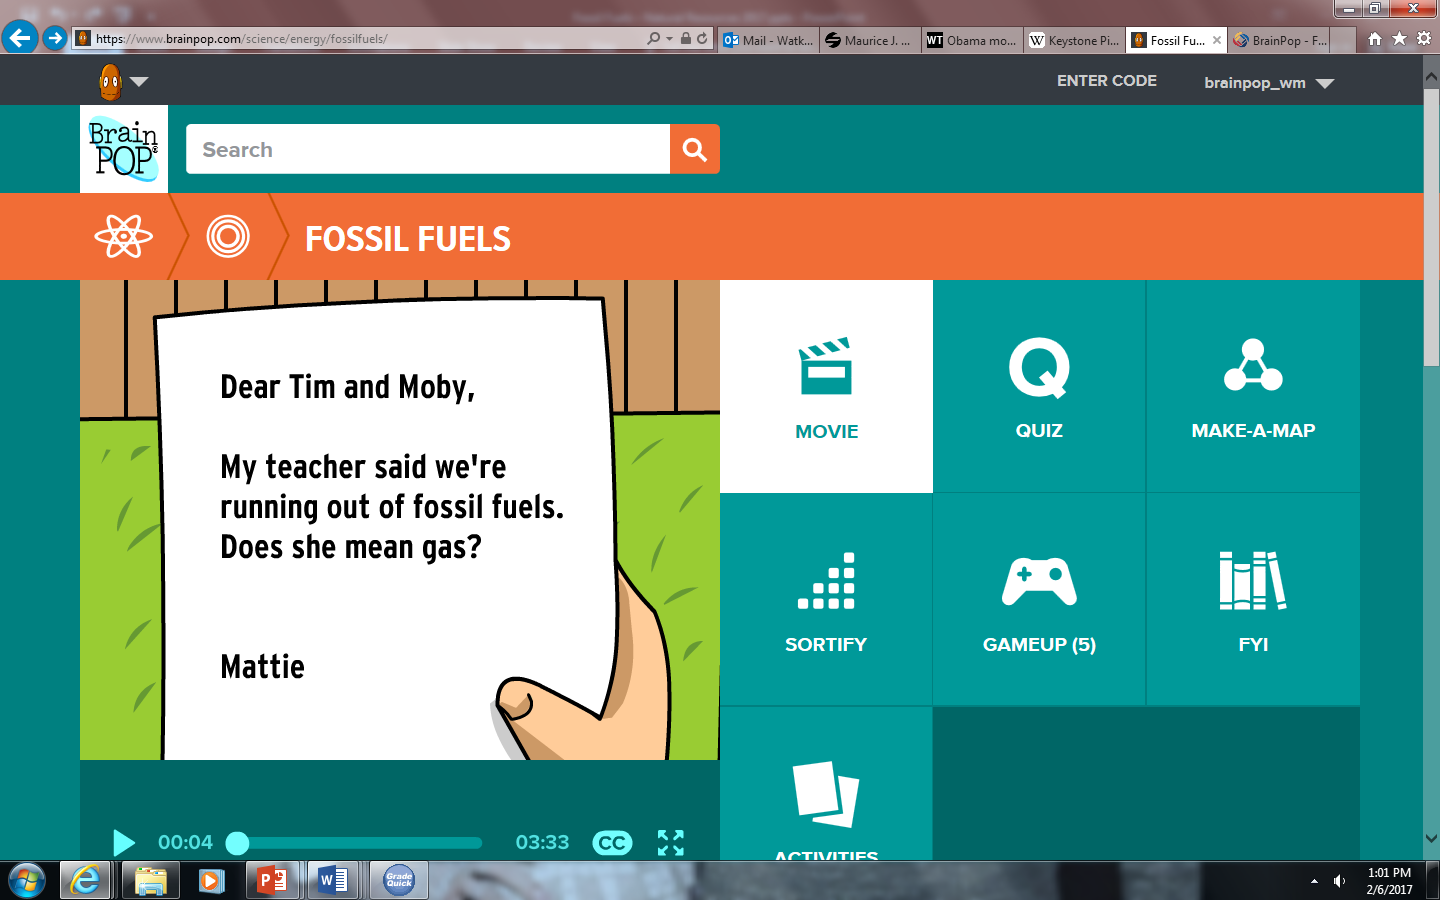 https://www.brainpop.com/science/energy/fossilfuels/
Mail - Watk...
Maurice J. ...
WT Obama mo...
W Keystone Pi...
Fossil Fu...
BrainPop - F...
ENTER CODE
brainpop_wm
Brain
POP
Search
FOSSIL FUELS
Dear Tim and Moby,
My teacher said we're
running out of fossil fuels.
Does she mean gas?
Mattie
MOVIE
QUIZ
MAKE-A-MAP
SORTIFY
GAMEUP (5)
FYI
ACTIVITIES
00:04
03:33
CC
Grade
Quick
1:01 PM
2/6/2017